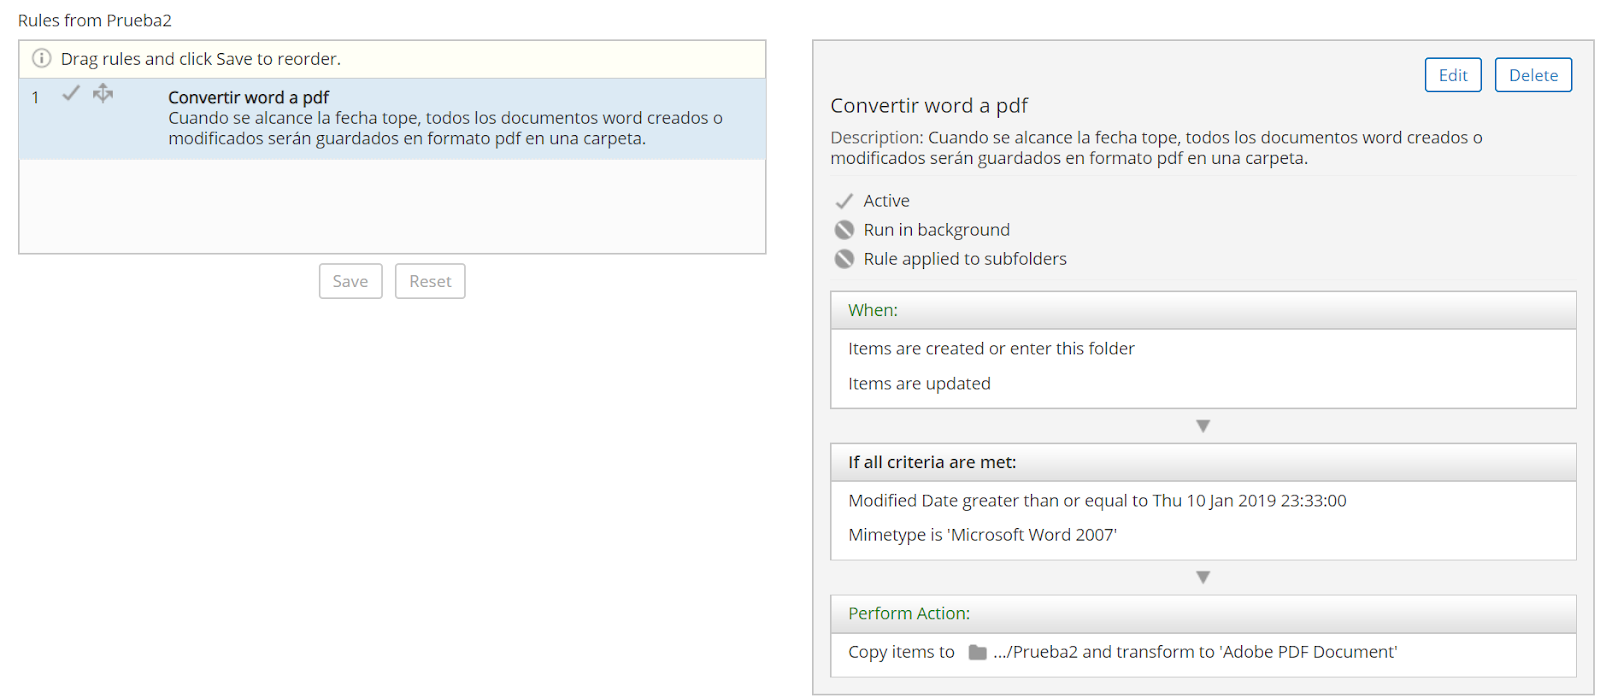 Rules from Prueba2
Drag rules and click Save to reorder.
1
Convertir word a pdf
Cuando se alcance la fecha tope, todos los documentos word creados o
modificados serán guardados en formato pdf en una carpeta.
Save Reset
Edit Delete
Convertir word a pdf
Description: Cuando se alcance la fecha tope, todos los documentos word creados o
modificados serán guardados en formato pdf en una carpeta.
Active
Run in background
Rule applied to subfolders
When:
Items are created or enter this folder
Items are updated
If all criteria are met:
Modified Date greater than or equal to Thu 10 Jan 2019 23:33:00
Mimetype is 'Microsoft Word 2007'
Perform Action:
Copy items to .../Prueba2 and transform to 'Adobe PDF Document'